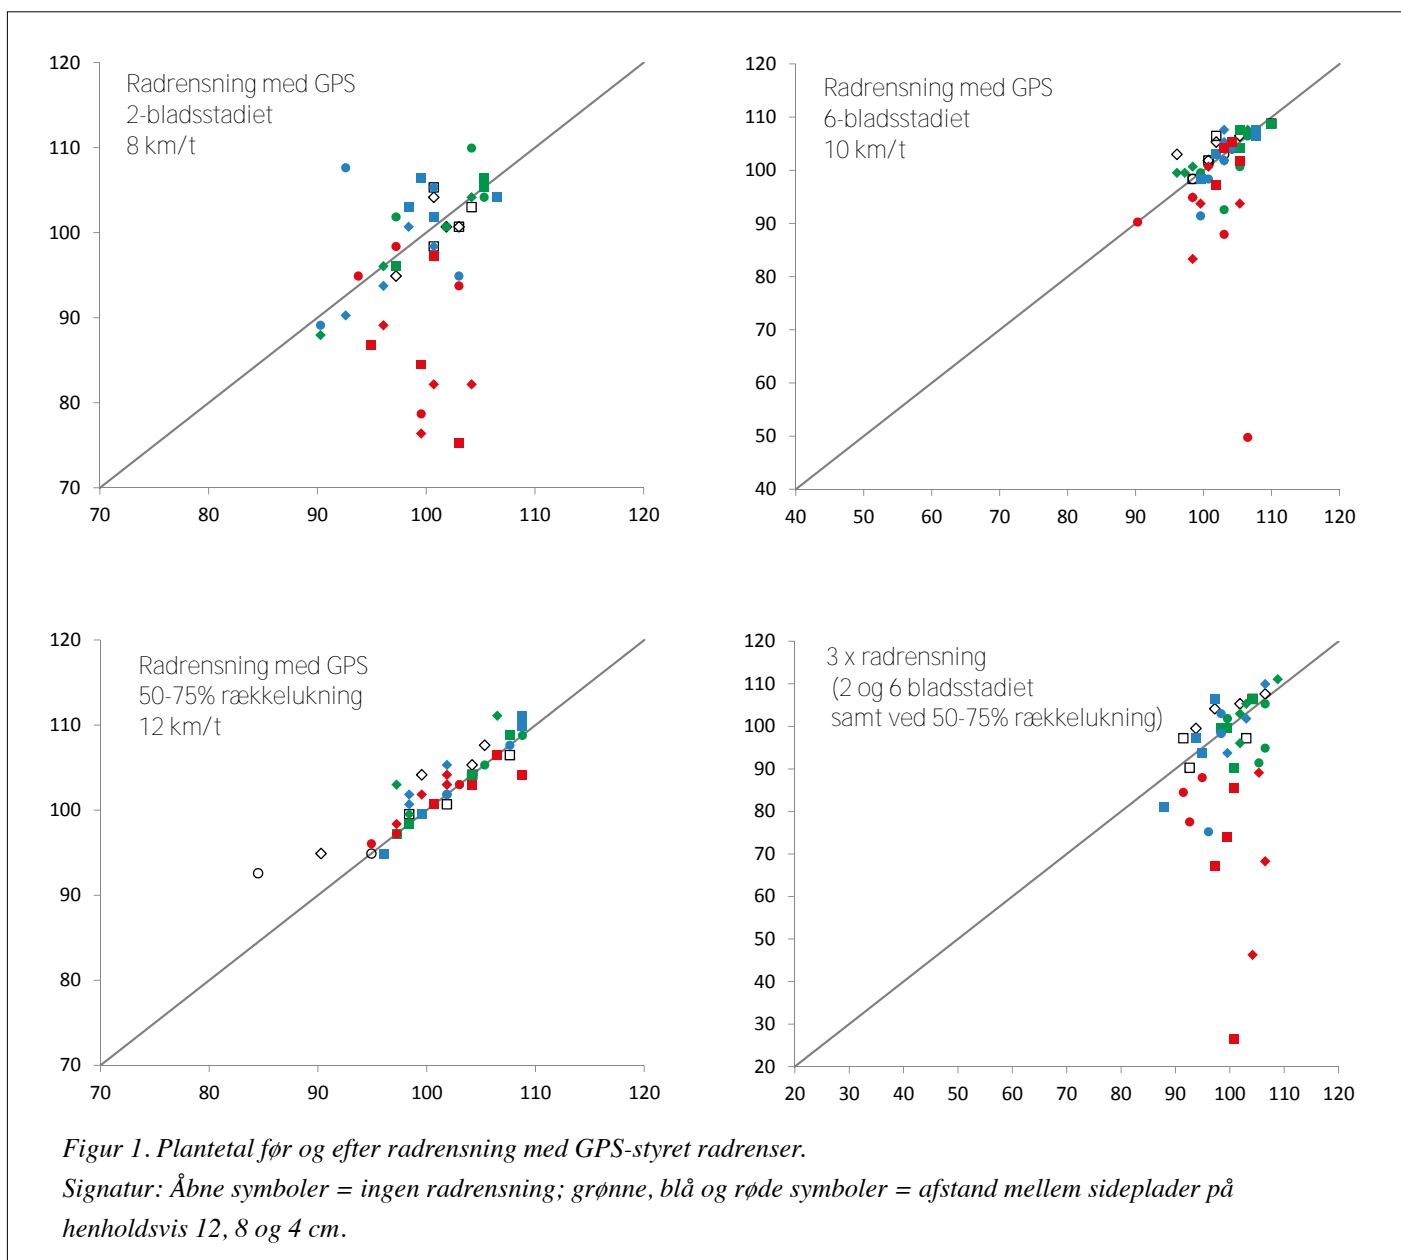 Radrensning med GPS
2-bladsstadiet
8 km/t
120
110
100
90
80
70
70 80 90 100 110 120
Radrensning med GPS
6-bladsstadiet
10 km/t
120
110
100
90
80
70
60
50
40
40 50 60 70 80 90 100 110 120
Radrensning med GPS
50-75% rækkelukning
12 km/t
120
110
100
90
80
70
70 80 90 100 110 120
3 x radrensning
(2 og 6 bladsstadiet
samt ved 50-75% rækkelukning)
120
110
100
90
80
70
60
50
40
30
20
20 30 40 50 60 70 80 90 100 110 120
Figur 1. Plantetal før og efter radrensning med GPS-styret radrenser.
Signatur: Åbne symboler = ingen radrensning; grønne, blå og røde symboler = afstand mellem sideplader på
henholdsvis 12, 8 og 4 cm.